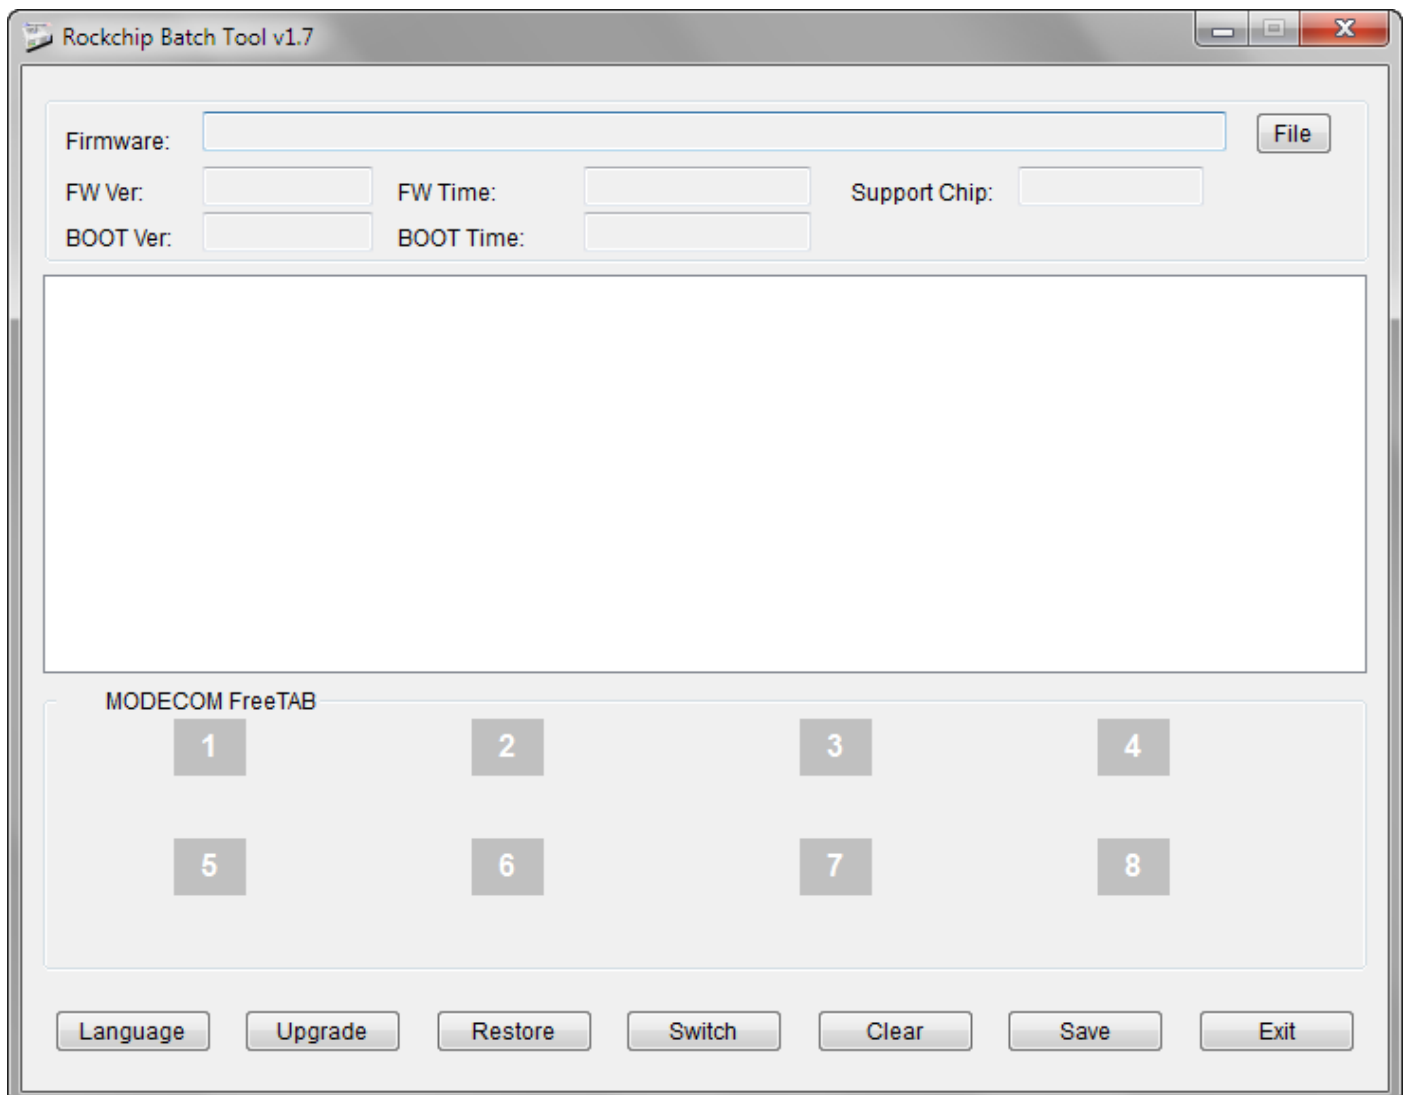 Rockchip Batch Tool v1.7
Firmware: File
FW Ver: FW Time: Support Chip:
BOOT Ver: BOOT Time:
MODECOM FreeTAB
1 2 3 4
5 6 7 8
Language Upgrade Restore Switch Clear Save Exit